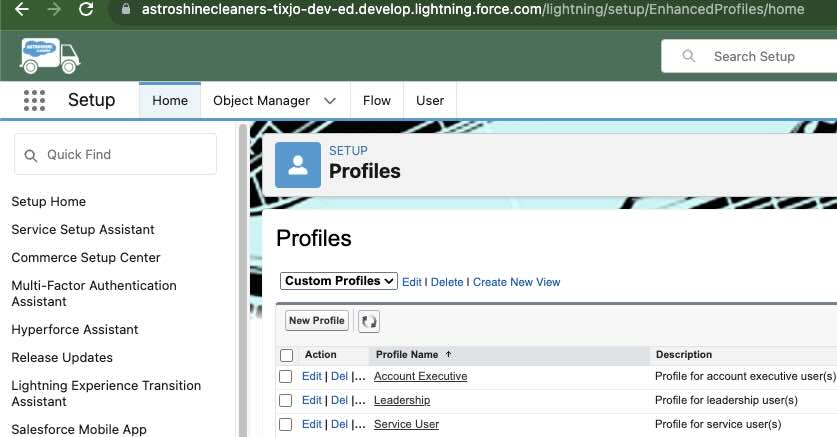 astroshinecleaners-tixjo-dev-ed.develop.lightning.force.com/lightning/setup/EnhancedProfiles/home
ASTROSHINE
Search Setup
Setup Home Object Manager Flow User
Quick Find
Setup Home
Service Setup Assistant
Commerce Setup Center
Multi-Factor Authentication
Assistant
Hyperforce Assistant
Release Updates
Lightning Experience Transition
Assistant
Salesforce Mobile App
SETUP
Profiles
Profiles
Custom Profiles Edit | Delete | Create New View
New Profile
Action Profile Name ↑ Description
Edit | Del |... Account Executive Profile for account executive user(s)
Edit | Del |... Leadership Profile for leadership user(s)
Edit | Del |... Service User Profile for service user(s)